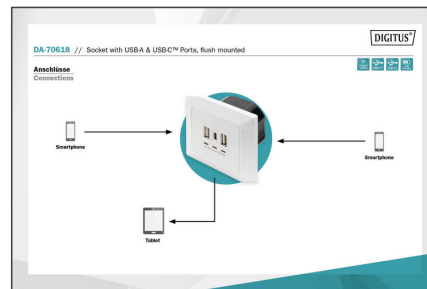 DIGITUS®
DA-70618 // Socket with USB-A & USB-C™ Ports, flush mounted
Anschlüsse
Connections
Smartphone
Smartphone
Tablet